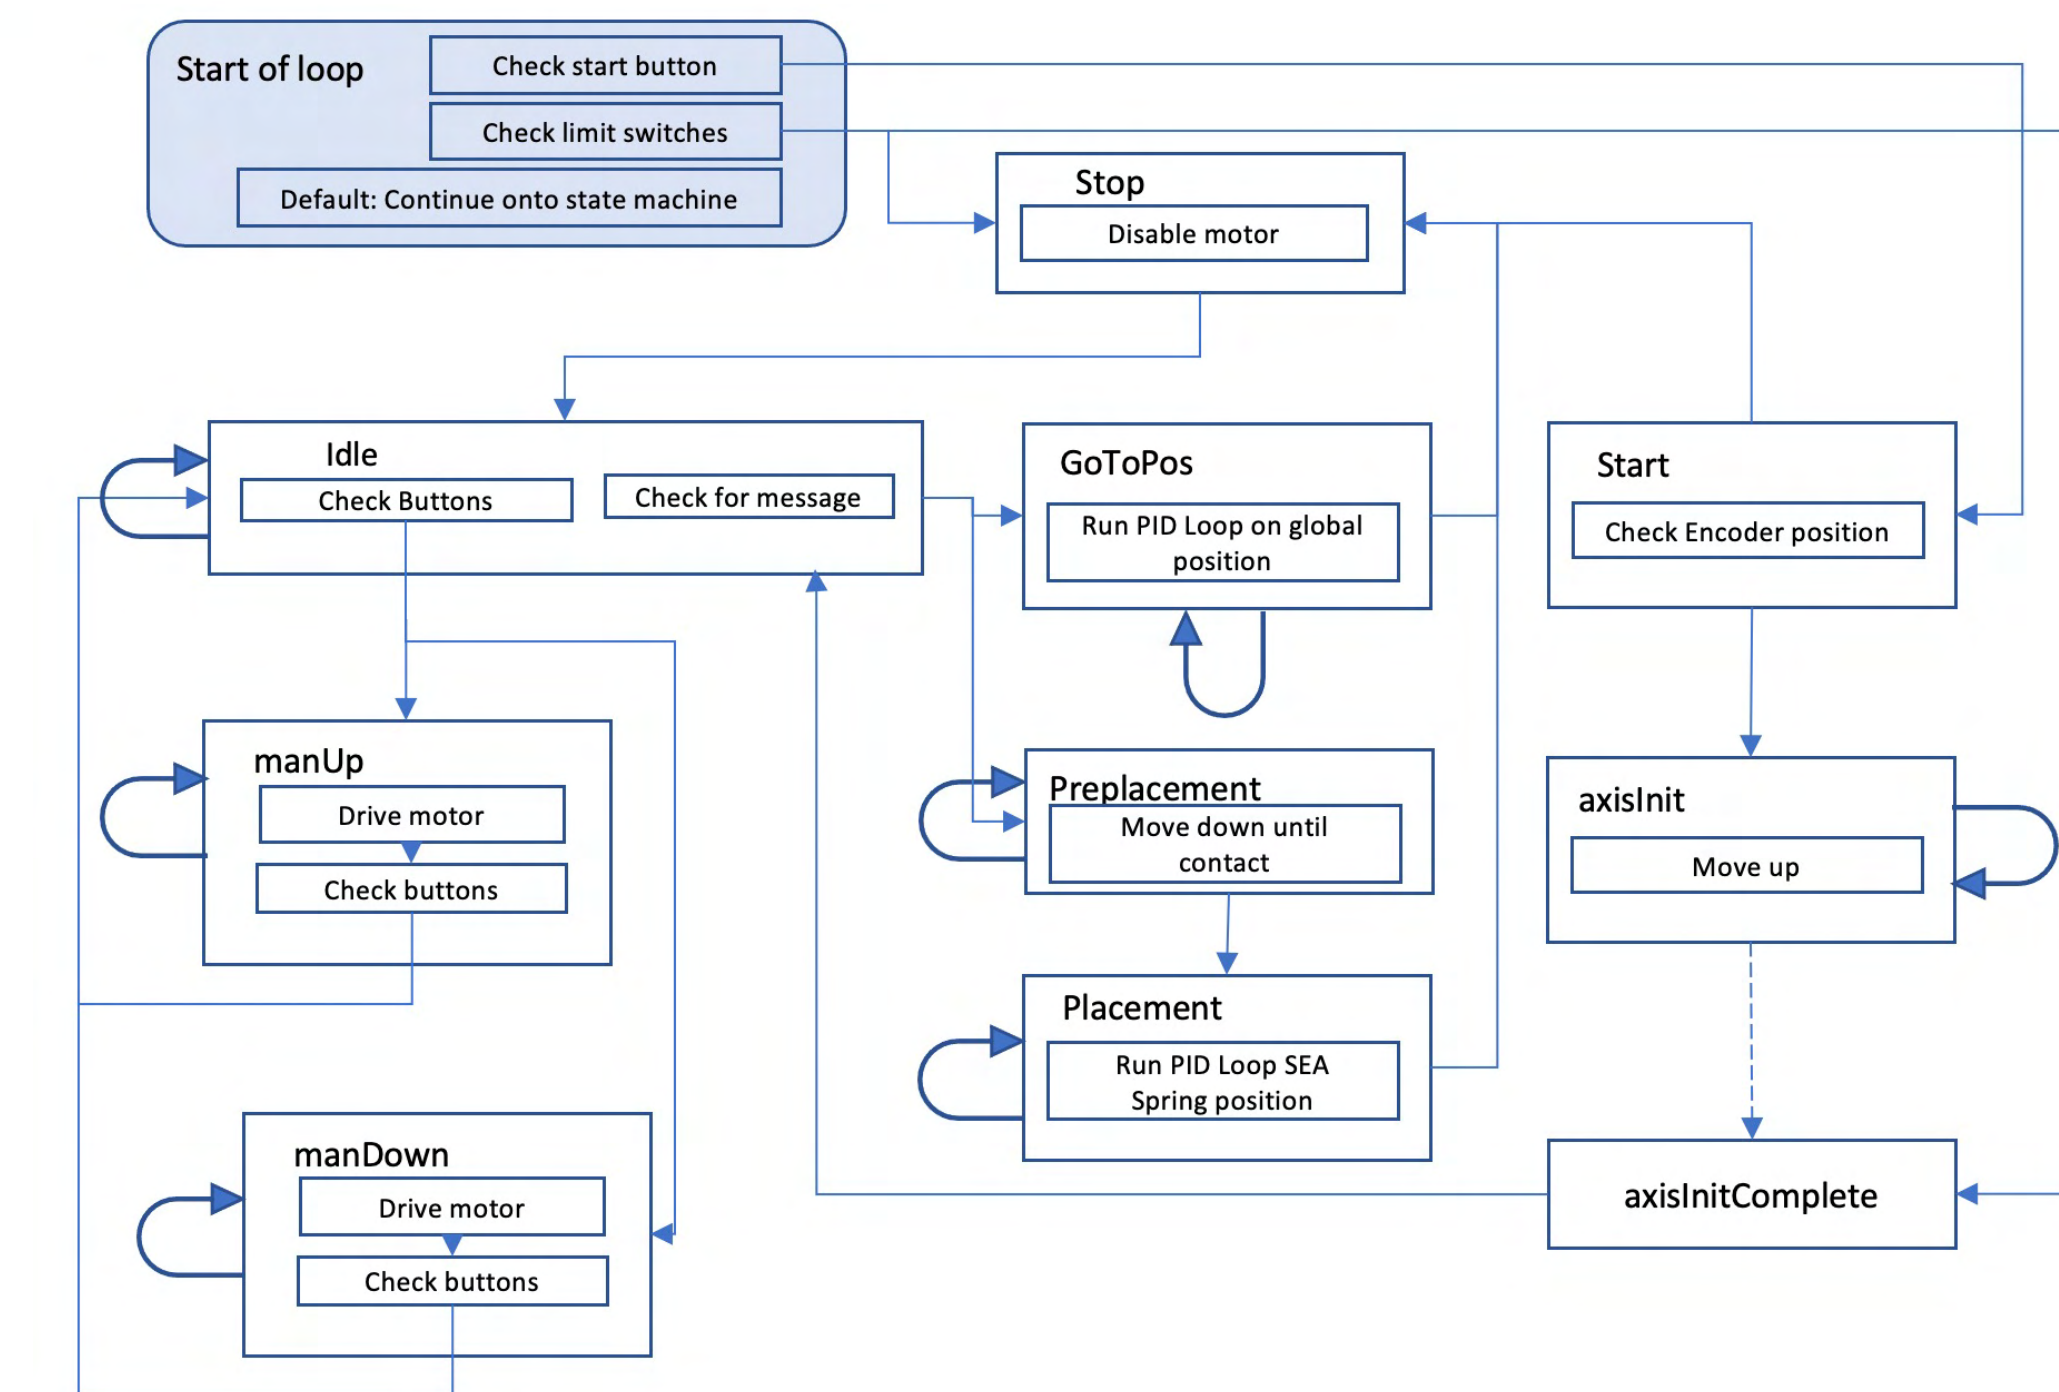 Start of loop
Check start button
Check limit switches
Default: Continue onto state machine
Stop
Disable motor
Idle
Check Buttons
Check for message
GoToPos
Run PID Loop on global
position
Start
Check Encoder position
manUp
Drive motor
Check buttons
Preplacement
Move down until
contact
axisInit
Move up
Placement
Run PID Loop SEA
Spring position
manDown
Drive motor
Check buttons
axisInitComplete